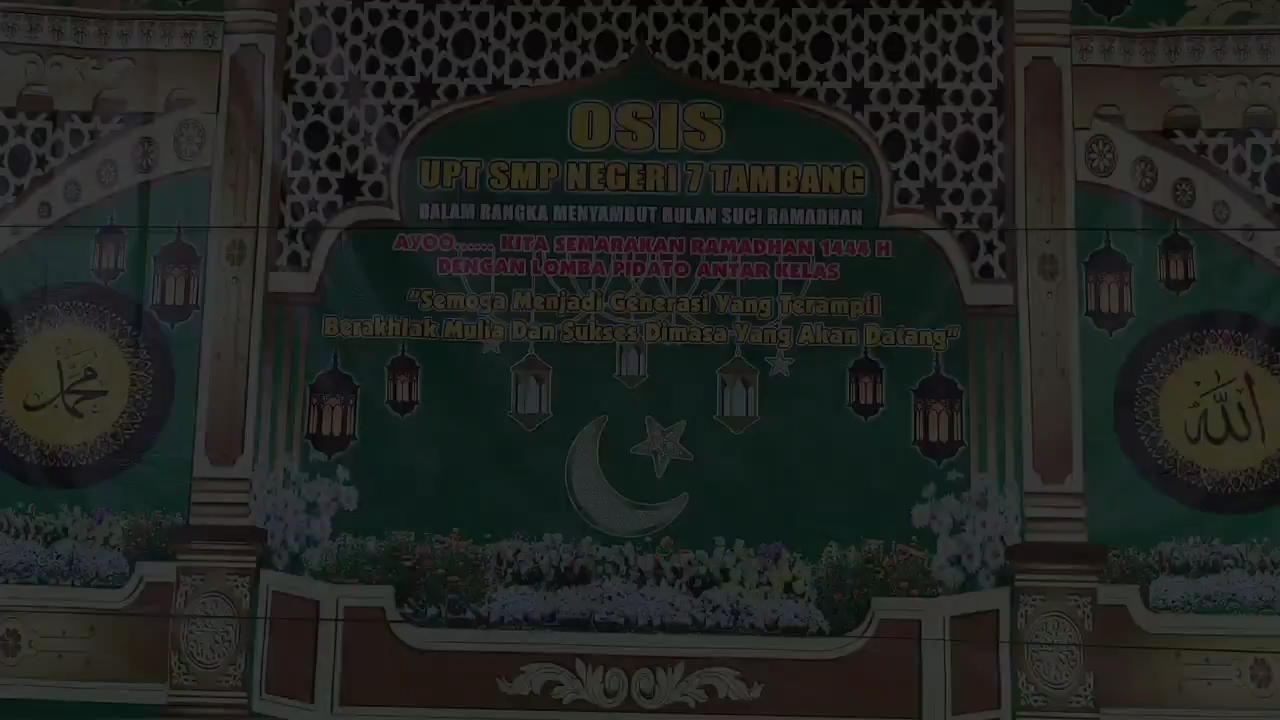 OSIS
UPT SMP NEGERI 7 TAMBANG
DALAM RANGKA MENYAMBUT BULAN SUCI RAMADHAN
AyOO...... KITA SEMARAKAN RAMADHAN 1444 H
DENGAN LOMBA PIDATO ANTAR KELAS
"Semoga Menjadi Generasi Yang Terampil
Berakhlak Mulia Dan Sukses Dimasa Yang Akan Datang"
محمد
الله